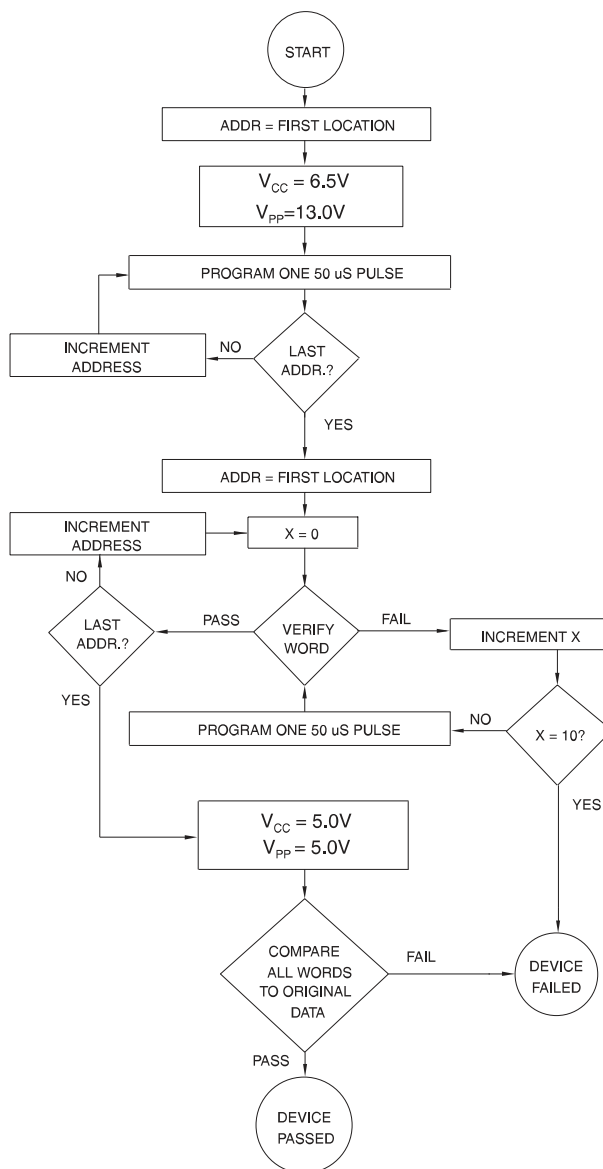 START
ADDR = FIRST LOCATION
VCC = 6.5V
VPP=13.0V
PROGRAM ONE 50 uS PULSE
INCREMENT
ADDRESS
NO
LAST
ADDR.?
YES
ADDR = FIRST LOCATION
INCREMENT
ADDRESS
X = 0
NO
LAST
ADDR.?
PASS
VERIFY
WORD
FAIL
INCREMENT X
YES
PROGRAM ONE 50 uS PULSE
NO
X = 10?
YES
VCC = 5.0V
VPP = 5.0V
COMPARE
ALL WORDS
TO ORIGINAL
DATA
FAIL
DEVICE
FAILED
PASS
DEVICE
PASSED